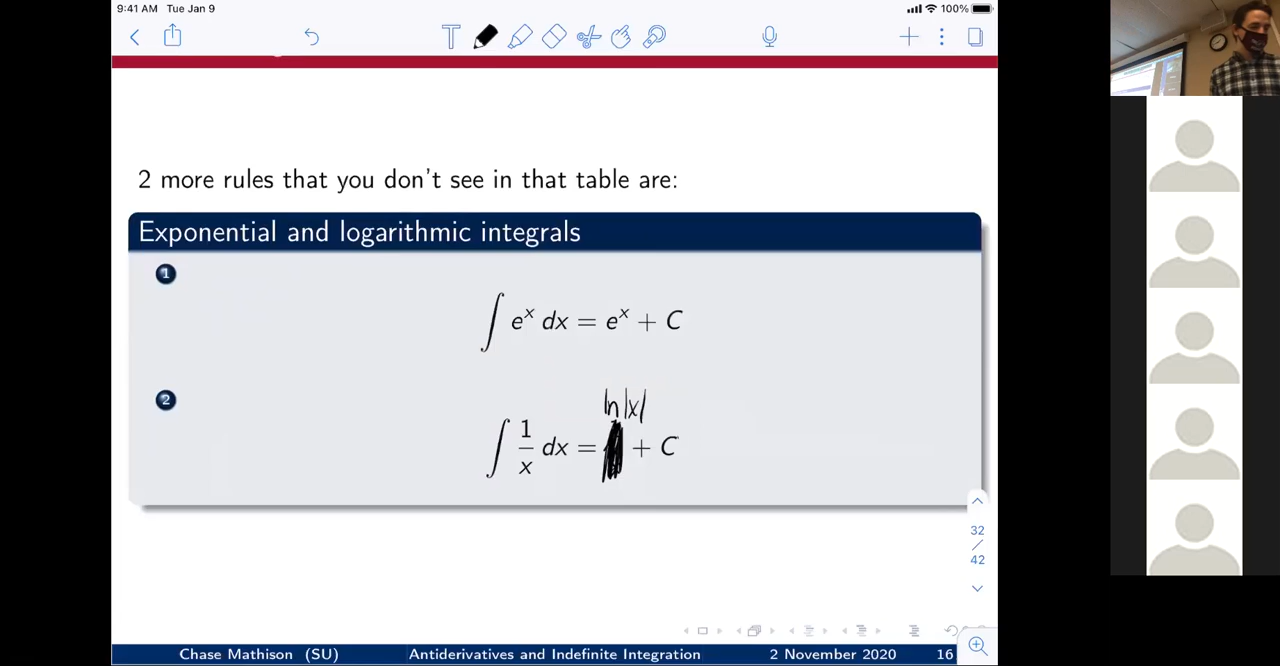 9:41 AM Tue Jan 9
100%
2 more rules that you don't see in that table are:
Exponential and logarithmic integrals
1
∫ e^x dx = e^x + C
2
ln|x|
∫ 1/x dx = + C
32
/
42
Chase Mathison (SU) Antiderivatives and Indefinite Integration 2 November 2020 16